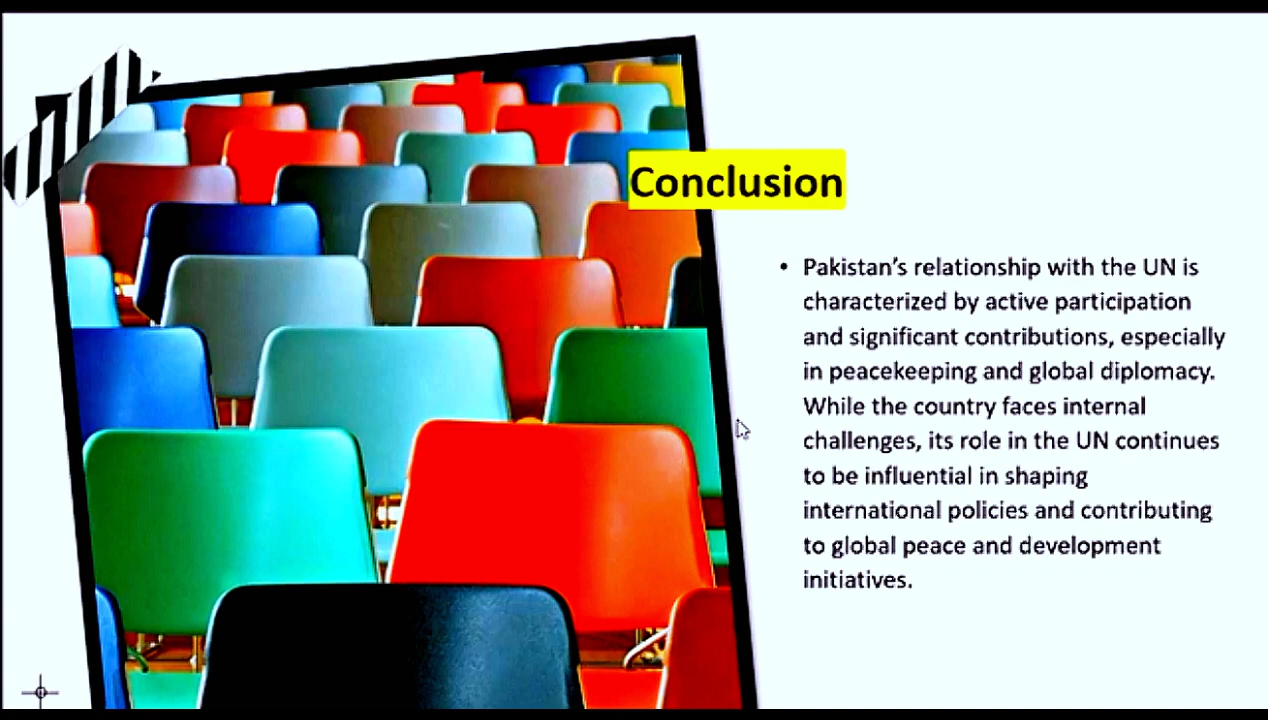 Conclusion
• Pakistan’s relationship with the UN is
characterized by active participation
and significant contributions, especially
in peacekeeping and global diplomacy.
While the country faces internal
challenges, its role in the UN continues
to be influential in shaping
international policies and contributing
to global peace and development
initiatives.